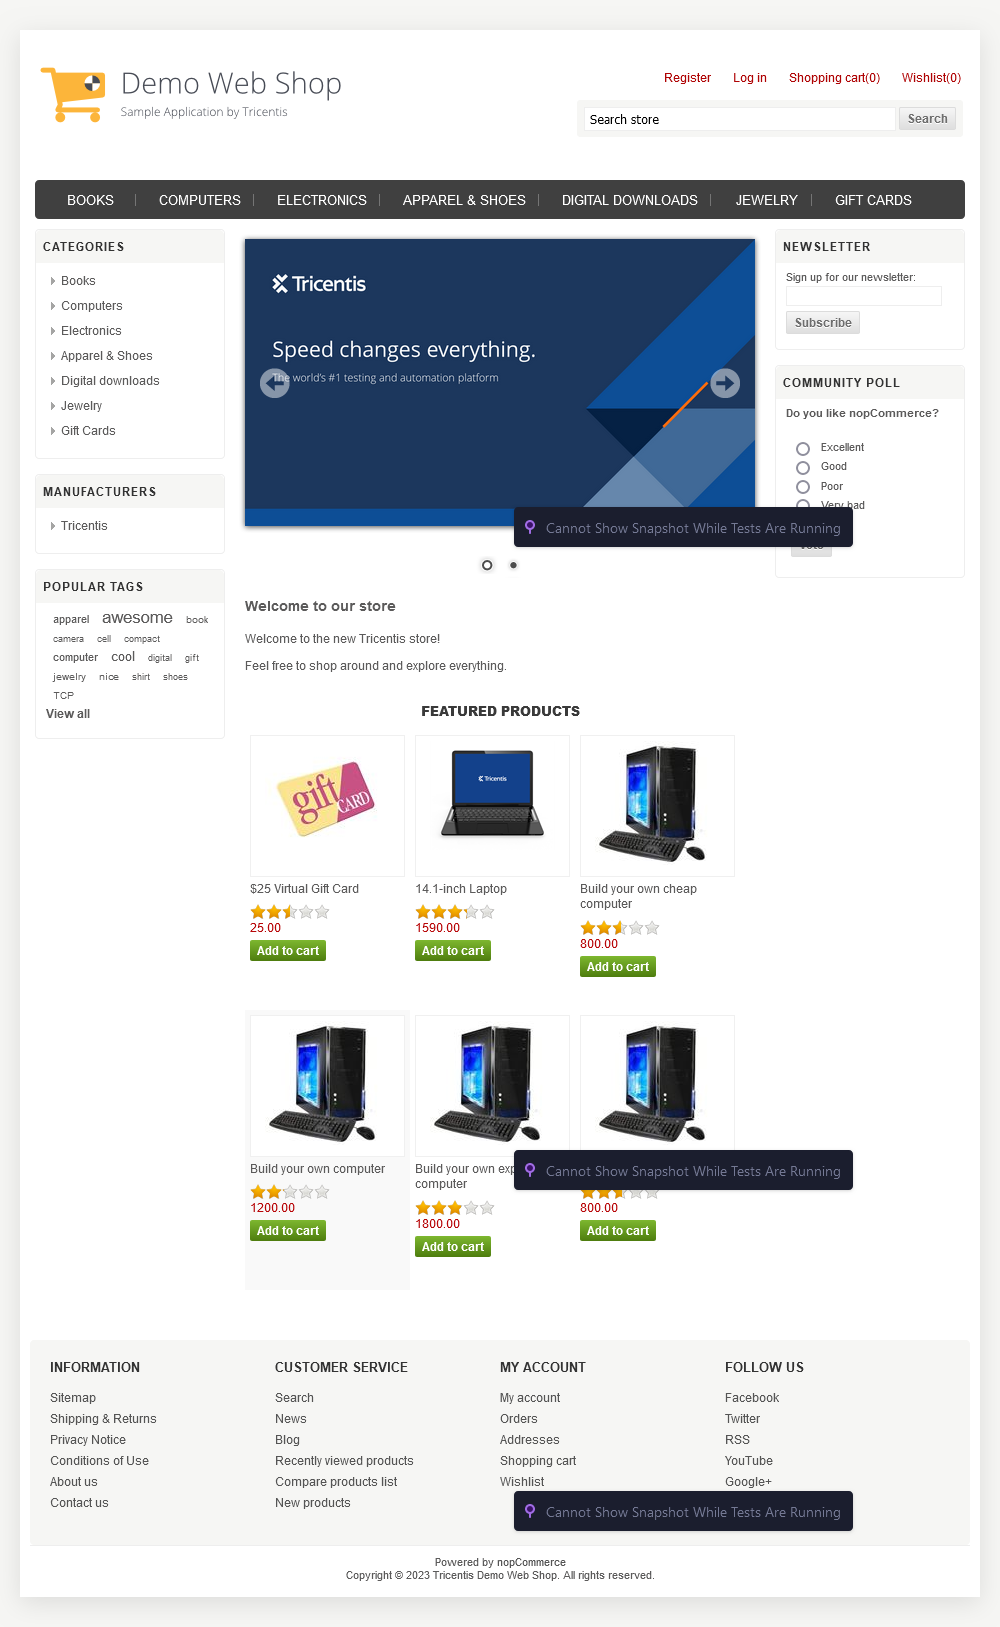 Demo Web Shop
Sample Application by Tricentis
Register Log in Shopping cart(0) Wishlist(0)
Search store Search
BOOKS COMPUTERS ELECTRONICS APPAREL & SHOES DIGITAL DOWNLOADS JEWELRY GIFT CARDS
CATEGORIES
Books
Computers
Electronics
Apparel & Shoes
Digital downloads
Jewelry
Gift Cards
MANUFACTURERS
Tricentis
POPULAR TAGS
apparel awesome book
camera cell compact
computer cool digital gift
jewelry nice shirt shoes
TCP
View all
Tricentis
Speed changes everything.
The world's #1 testing and automation platform
NEWSLETTER
Sign up for our newsletter:
Subscribe
COMMUNITY POLL
Do you like nopCommerce?
Excellent
Good
Poor
Very bad
Cannot Show Snapshot While Tests Are Running
Vote
Welcome to our store
Welcome to the new Tricentis store!
Feel free to shop around and explore everything.
FEATURED PRODUCTS
gift CARD
Tricentis
$25 Virtual Gift Card
25.00
Add to cart
14.1-inch Laptop
1590.00
Add to cart
Build your own cheap
computer
800.00
Add to cart
Build your own computer
1200.00
Add to cart
Build your own
computer
1800.00
Add to cart
Cannot Show Snapshot While Tests Are Running
800.00
Add to cart
INFORMATION
Sitemap
Shipping & Returns
Privacy Notice
Conditions of Use
About us
Contact us
CUSTOMER SERVICE
Search
News
Blog
Recently viewed products
Compare products list
New products
MY ACCOUNT
My account
Orders
Addresses
Shopping cart
Wishlist
FOLLOW US
Facebook
Twitter
RSS
YouTube
Google+
Cannot Show Snapshot While Tests Are Running
Powered by nopCommerce
Copyright © 2023 Tricentis Demo Web Shop. All rights reserved.